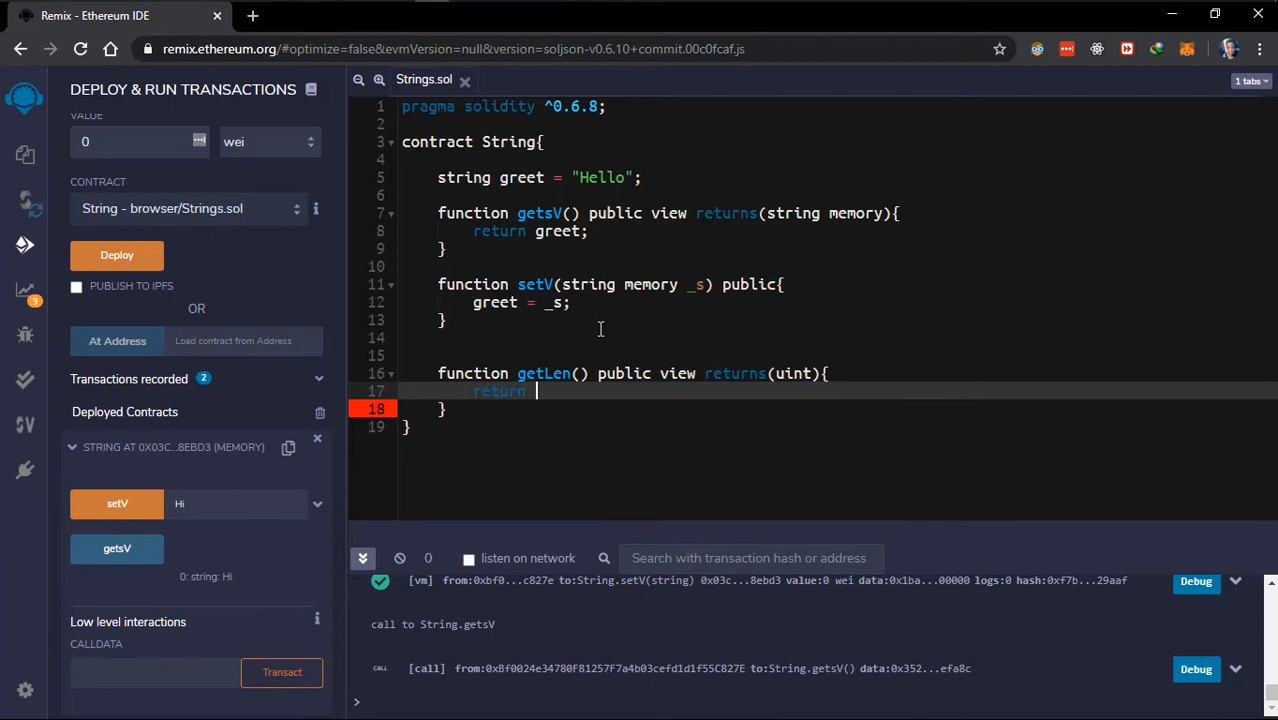 Remix - Ethereum IDE
remix.ethereum.org/#optimize=false&evmVersion=null&version=soljson-v0.6.10+commit.00c0fcaf.js
DEPLOY & RUN TRANSACTIONS
VALUE
0 wei
CONTRACT
String - browser/Strings.sol
Deploy
PUBLISH TO IPFS
OR
At Address Load contract from Address
Transactions recorded 2
Deployed Contracts
STRING AT 0X03C...8EBD3 (MEMORY)
setV Hi
getsV
0: string: Hi
Low level interactions
CALLDATA
Transact
3
SV
Strings.sol
1 tabs
1 pragma solidity ^0.6.8;
2
3 contract String{
4
5 string greet = "Hello";
6
7 function getsV() public view returns(string memory){
8 return greet;
9 }
10
11 function setV(string memory _s) public{
12 greet = _s;
13 }
14
15
16 function getLen() public view returns(uint){
17 return
18 }
19 }
0 listen on network Search with transaction hash or address
[vm] from:0xbf0...c827e to:String.setV(string) 0x03c...8ebd3 value:0 wei data:0x1ba...00000 logs:0 hash:0xf7b...29aaf Debug
call to String.getsV
CALL [call] from:0xBf0024e34780F81257F7a4b03cefd1d1f55C827E to:String.getsV() data:0x352...efa8c Debug
>